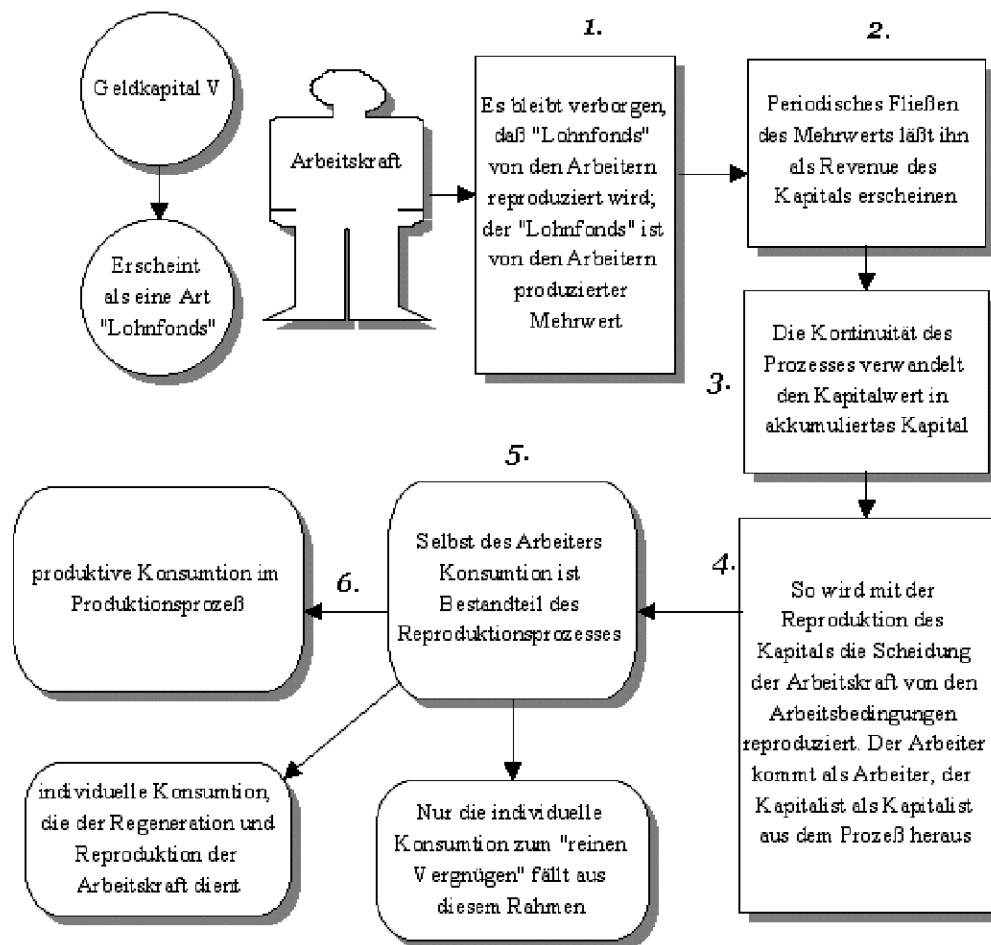 Geldkapital V
Erscheint
als eine Art
"Lohnfonds"
Arbeitskraft
1.
Es bleibt verborgen,
daß "Lohnfonds"
von den Arbeitern
reproduziert wird;
der "Lohnfonds" ist
von den Arbeitern
produzierter
Mehrwert
2.
Periodisches Fließen
des Mehrwerts läßt ihn
als Revenue des
Kapitals erscheinen
3.
Die Kontinuität des
Prozesses verwandelt
den Kapitalwert in
akkumuliertes Kapital
4.
So wird mit der
Reproduktion des
Kapitals die Scheidung
der Arbeitskraft von den
Arbeitsbedingungen
reproduziert. Der Arbeiter
kommt als Arbeiter, der
Kapitalist als Kapitalist
aus dem Prozeß heraus
5.
Selbst des Arbeiters
Konsumtion ist
Bestandteil des
Reproduktionsprozesses
6.
produktive Konsumtion im
Produktionsprozeß
individuelle Konsumtion,
die der Regeneration und
Reproduktion der
Arbeitskraft dient
Nur die individuelle
Konsumtion zum "reinen
Vergnügen" fällt aus
diesem Rahmen